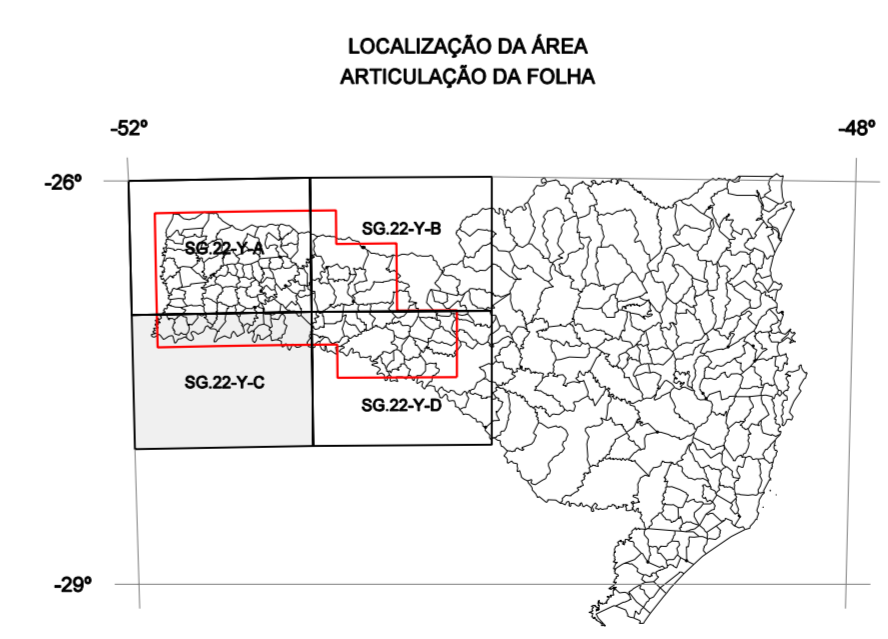 LOCALIZAÇÃO DA ÁREA
ARTICULAÇÃO DA FOLHA
-52º
-48º
-26º
SG.22-Y-B
SG.22-Y-A
SG.22-Y-C
SG.22-Y-D
-29º